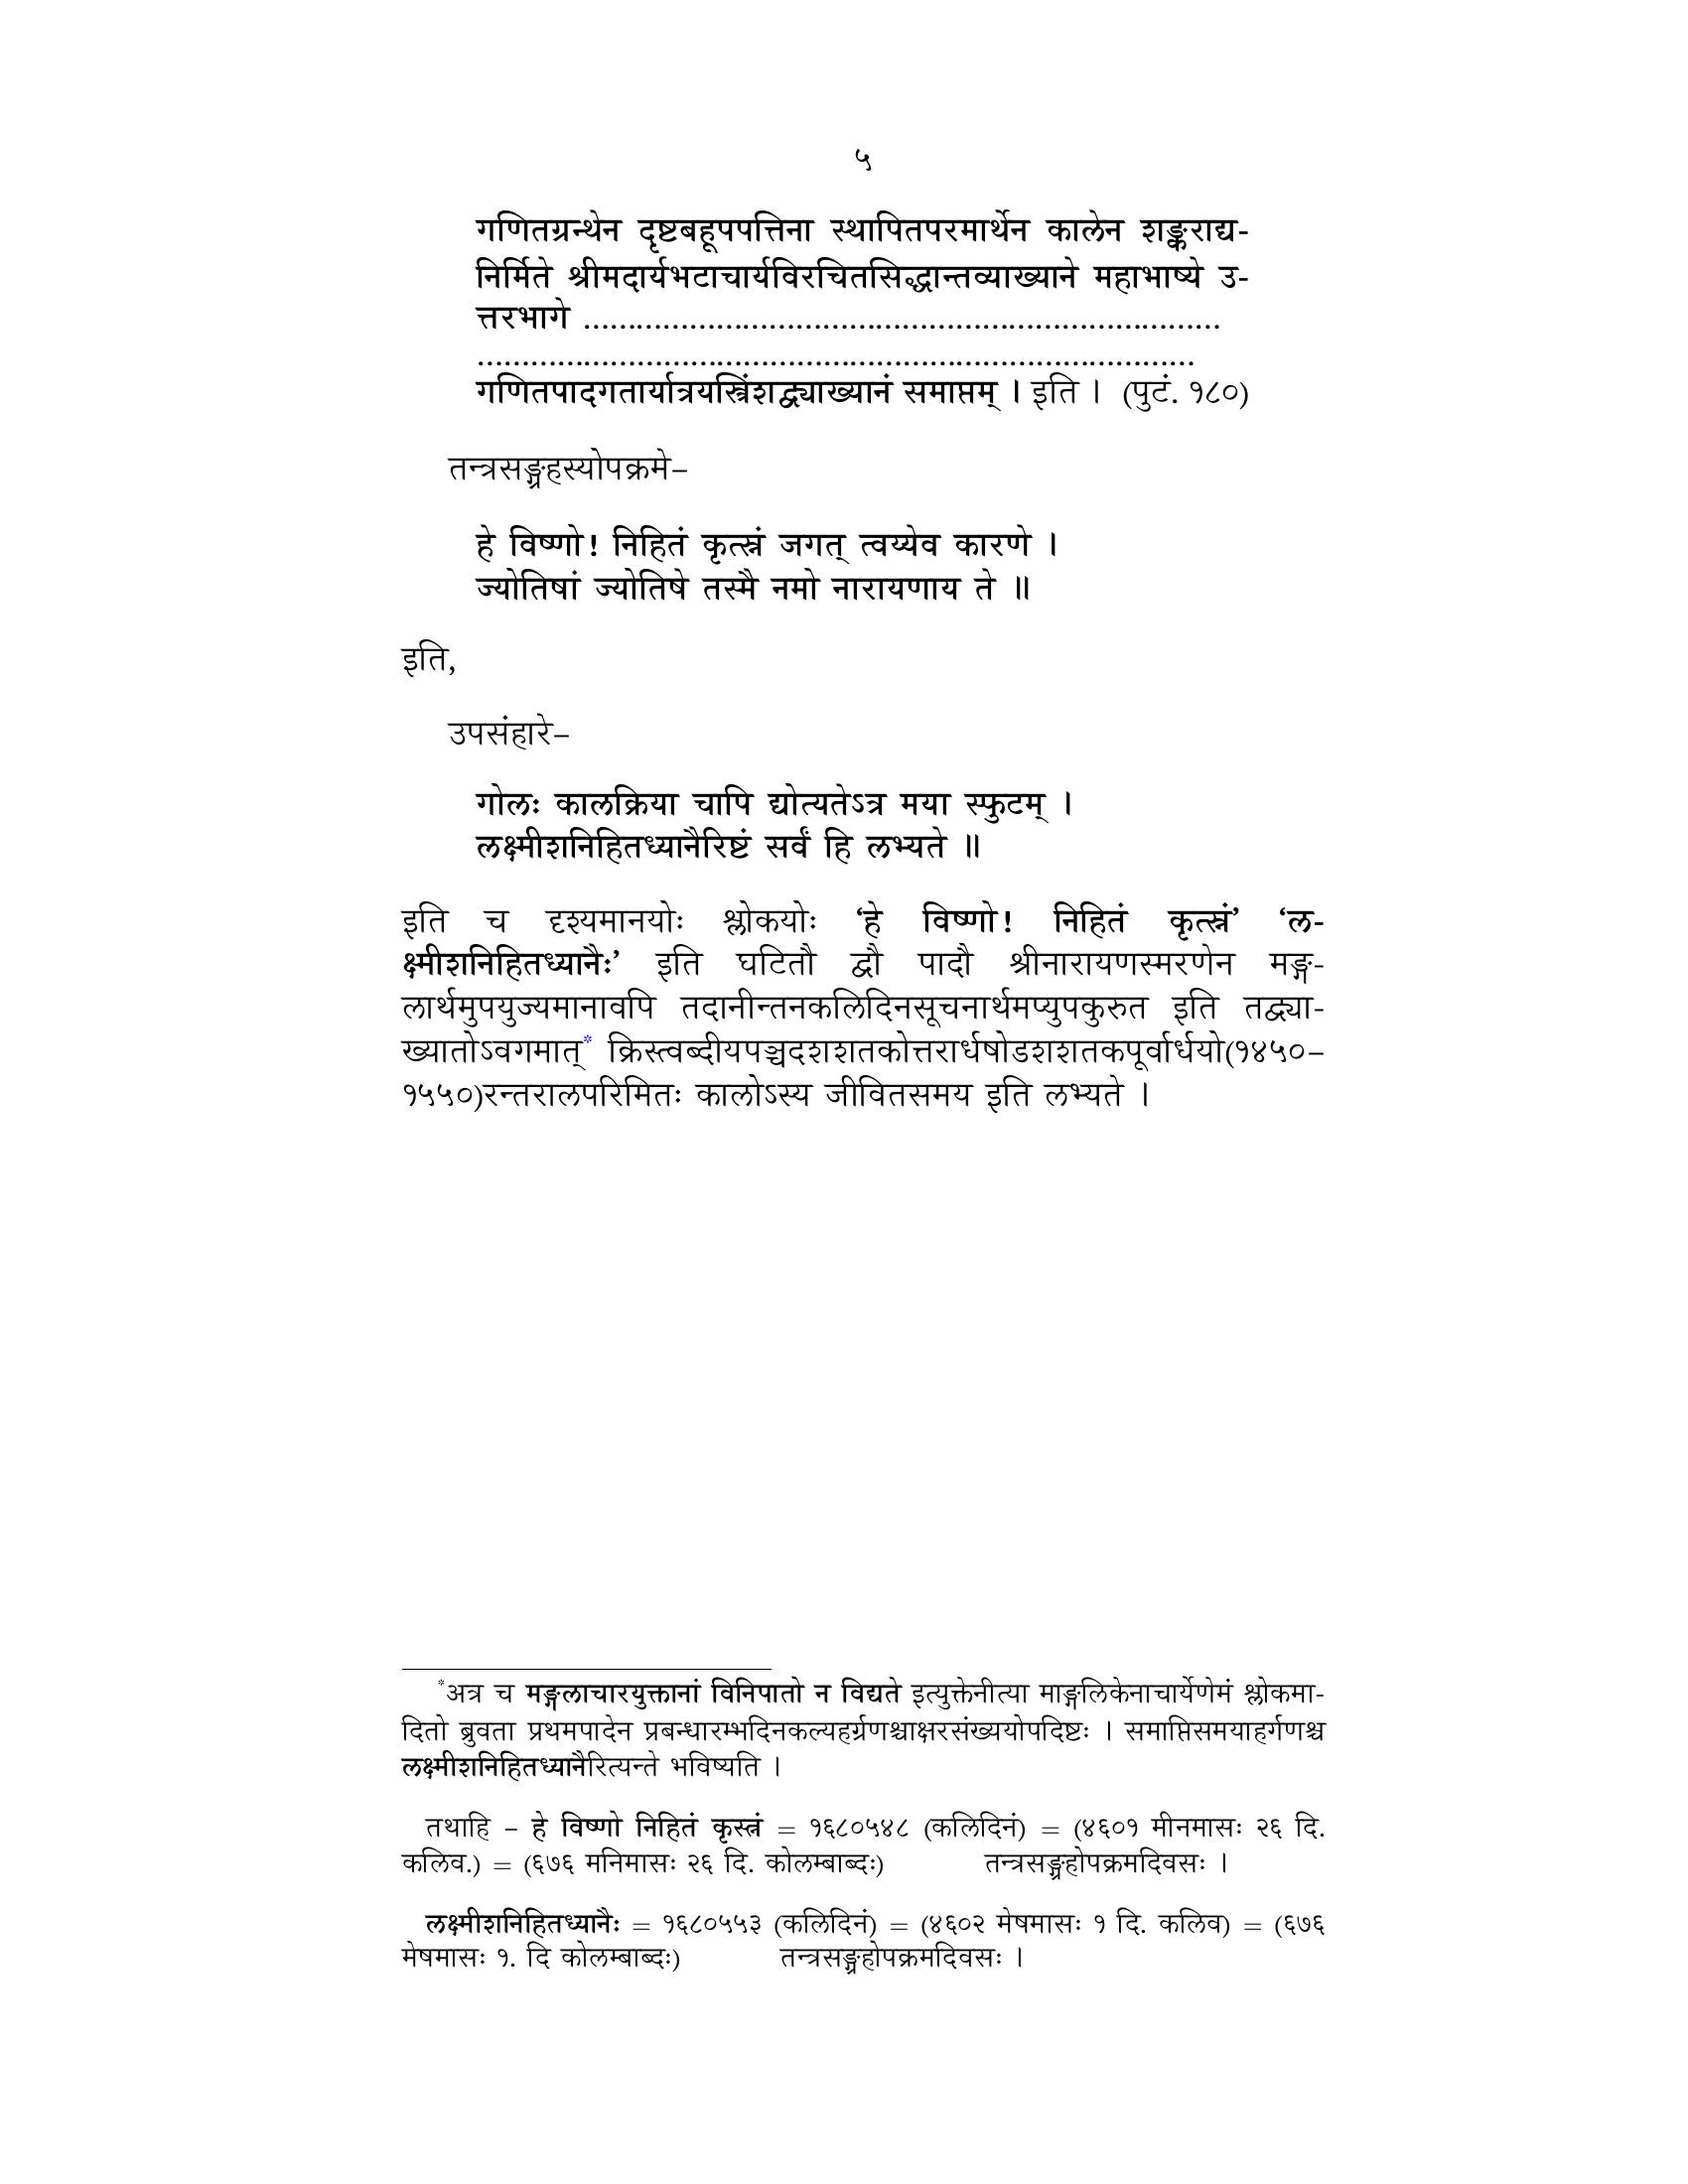 ५
गणितग्रन्थेन दृष्टबहूपपत्तिना स्थापितपरमार्थेन कालेन शङ्कराद्य-
निर्मिते श्रीमदार्यभटाचार्यविरचितसिद्धान्तव्याख्याने महाभाष्ये उ-
त्तरभागे ........................................................................
.................................................................................
गणितपादगतार्यात्रयस्त्रिंशद्व्याख्यानं समाप्तम् । इति । (पुटं. १८०)
तन्त्रसङ्ग्रहस्योपक्रमे–
हे विष्णो! निहितं कृत्स्नं जगत् त्वय्येव कारणे ।
ज्योतिषां ज्योतिषे तस्मै नमो नारायणाय ते ॥
इति,
उपसंहारे–
गोलः कालक्रिया चापि द्योत्यतेऽत्र मया स्फुटम् ।
लक्ष्मीशनिहितध्यानैरिष्टं सर्वं हि लभ्यते ॥
इति च दृश्यमानयोः श्लोकयोः ‘हे विष्णो! निहितं कृत्स्नं’ ‘ल-
क्ष्मीशनिहितध्यानैः’ इति घटितौ द्वौ पादौ श्रीनारायणस्मरणेन मङ्ग-
लार्थमुपयुज्यमानावपि तदानीन्तनकलिदिनसूचनार्थमप्युपकुरुत इति तद्व्या-
ख्यातोऽवगमात्* क्रिस्त्वब्दीयपञ्चदशशतकोत्तरार्धषोडशशतकपूर्वार्धयो(१४५०–
१५५०)रन्तरालपरिमितः कालोऽस्य जीवितसमय इति लभ्यते ।
*अत्र च मङ्गलाचारयुक्तानां विनिपातो न विद्यते इत्युक्तेनीत्या माङ्गलिकेनाचार्येणेमं श्लोकमा-
दितो ब्रुवता प्रथमपादेन प्रबन्धारम्भदिनकल्यहर्ग्रणश्चाक्षरसंख्ययोपदिष्टः । समाप्तिसमयाहर्गणश्च
लक्ष्मीशनिहितध्यानैरित्यन्ते भविष्यति ।
तथाहि – हे विष्णो निहितं कृस्त्नं = १६८०५४८ (कलिदिनं) = (४६०१ मीनमासः २६ दि.
कलिव.) = (६७६ मनिमासः २६ दि. कोलम्बाब्दः) तन्त्रसङ्ग्रहोपक्रमदिवसः ।
लक्ष्मीशनिहितध्यानैः = १६८०५५३ (कलिदिनं) = (४६०२ मेषमासः १ दि. कलिव) = (६७६
मेषमासः १. दि कोलम्बाब्दः) तन्त्रसङ्ग्रहोपक्रमदिवसः ।